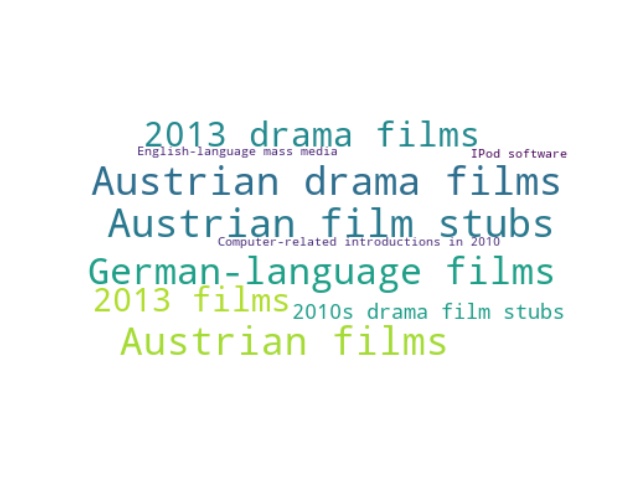 2013 drama films
English-language mass media
IPod software
Austrian drama films
Austrian film stubs
Computer-related introductions in 2010
German-language films
2013 films
2010s drama film stubs
Austrian films